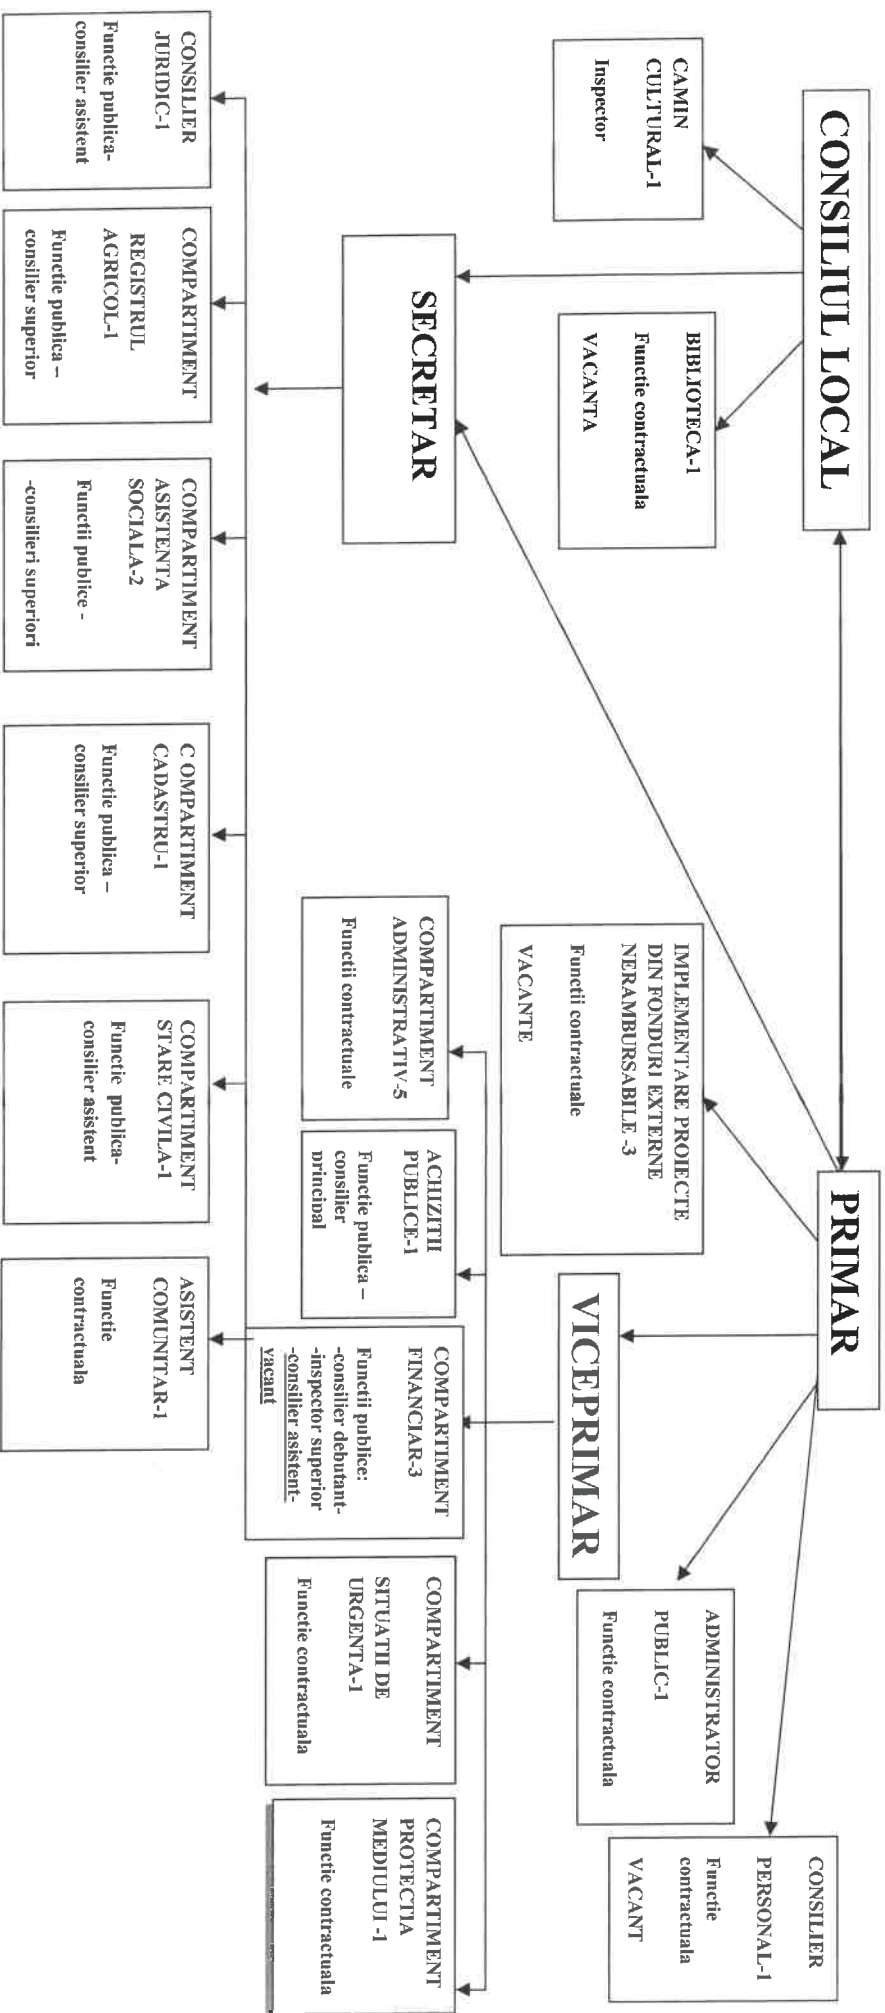 CONSILIUL LOCAL
PRIMAR
CAMIN
CULTURAL-1
Inspector
BIBLIOTECA-1
Functie contractuala
VACANTA
IMPLEMENTARE PROIECTE
DIN FONDURI EXTERNE
NERAMBURSABILE -3
Functii contractuale
VACANTE
VICEPRIMAR
ADMINISTRATOR
PUBLIC-1
Functie contractuala
CONSILIER
PERSONAL-1
Functie
contractuala
VACANT
SECRETAR
COMPARTIMENT
ADMINISTRATIV-5
Functii contractuale
ACHIZITII
PUBLICE-1
Functie publica –
consilier
principal
COMPARTIMENT
FINANCIAR-3
Functii publice:
-consilier debutant-
-inspector superior
-consilier asistent-
vacant
COMPARTIMENT
SITUATII DE
URGENTA-1
Functie contractuala
COMPARTIMENT
PROTECTIA
MEDIULUI -1
Functie contractuala
CONSILIER
JURIDIC-1
Functie publica-
consilier asistent
COMPARTIMENT
REGISTRUL
AGRICOL-1
Functie publica –
consilier superior
COMPARTIMENT
ASISTENTA
SOCIALA-2
Functii publice -
-consilieri superiori
C OMPARTIMENT
CADASTRU-1
Functie publica –
consilier superior
COMPARTIMENT
STARE CIVILA-1
Functie publica-
consilier asistent
ASISTENT
COMUNITAR-1
Functie
contractuala